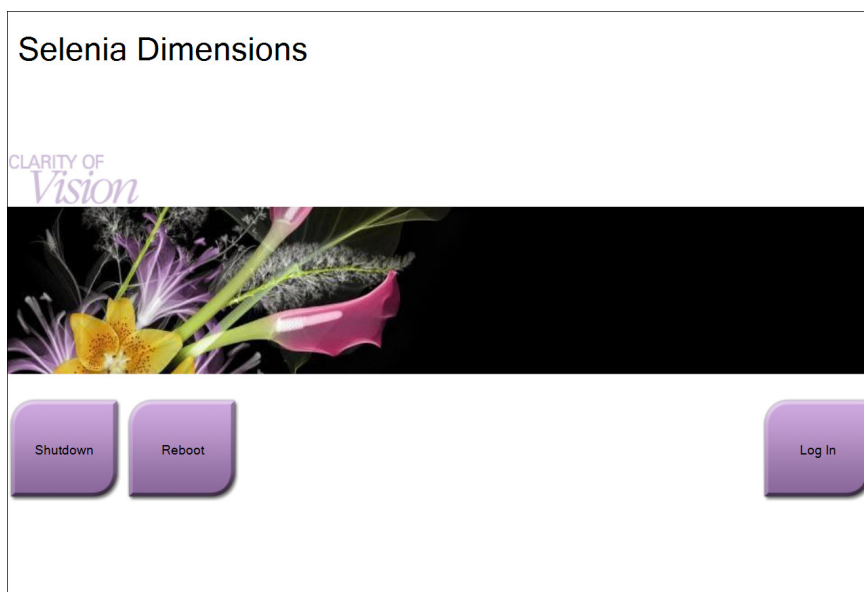 Selenia Dimensions
CLARITY OF
Vision
Shutdown
Reboot
Log In